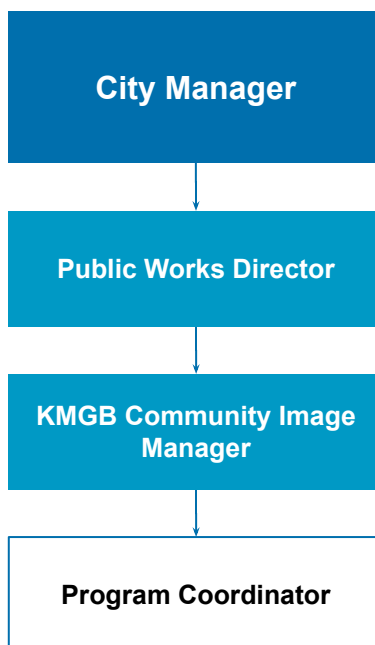 City Manager
Public Works Director
KMGB Community Image
Manager
Program Coordinator